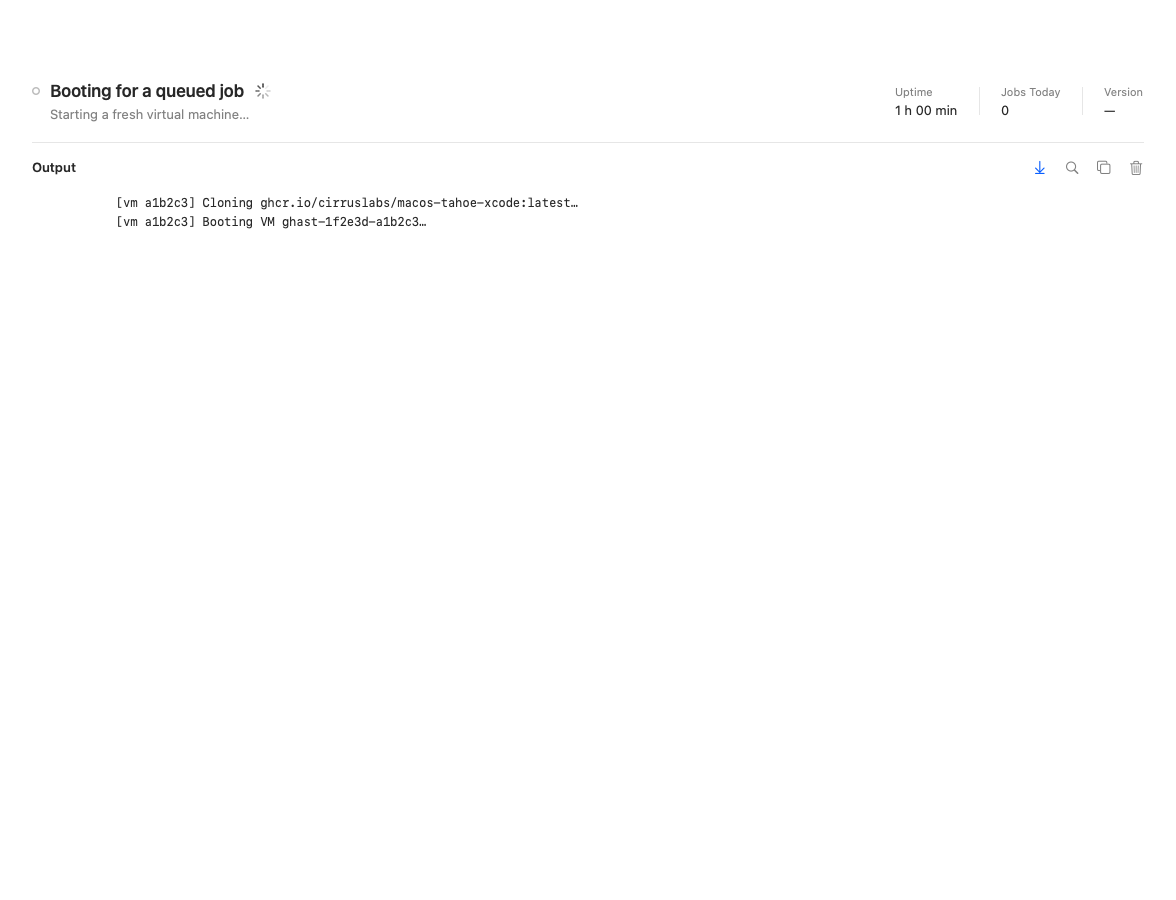 Booting for a queued job
Starting a fresh virtual machine…
Uptime
1 h 00 min
Jobs Today
0
Version
—
Output
[vm a1b2c3] Cloning ghcr.io/cirruslabs/macos-tahoe-xcode:latest…
[vm a1b2c3] Booting VM ghast-1f2e3d-a1b2c3…